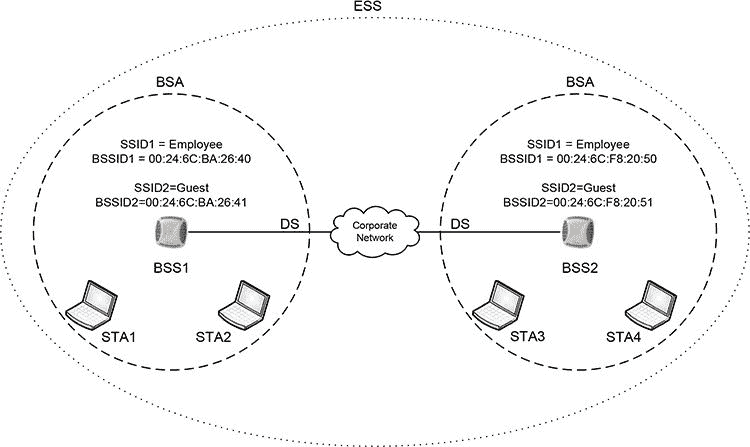 ESS
BSA
SSID1 = Employee
BSSID1 = 00:24:6C:BA:26:40
SSID2=Guest
BSSID2=00:24:6C:BA:26:41
DS
BSS1
STA1
STA2
Corporate
Network
BSA
SSID1 = Employee
BSSID1 = 00:24:6C:F8:20:50
SSID2=Guest
BSSID2=00:24:6C:F8:20:51
DS
BSS2
STA3
STA4